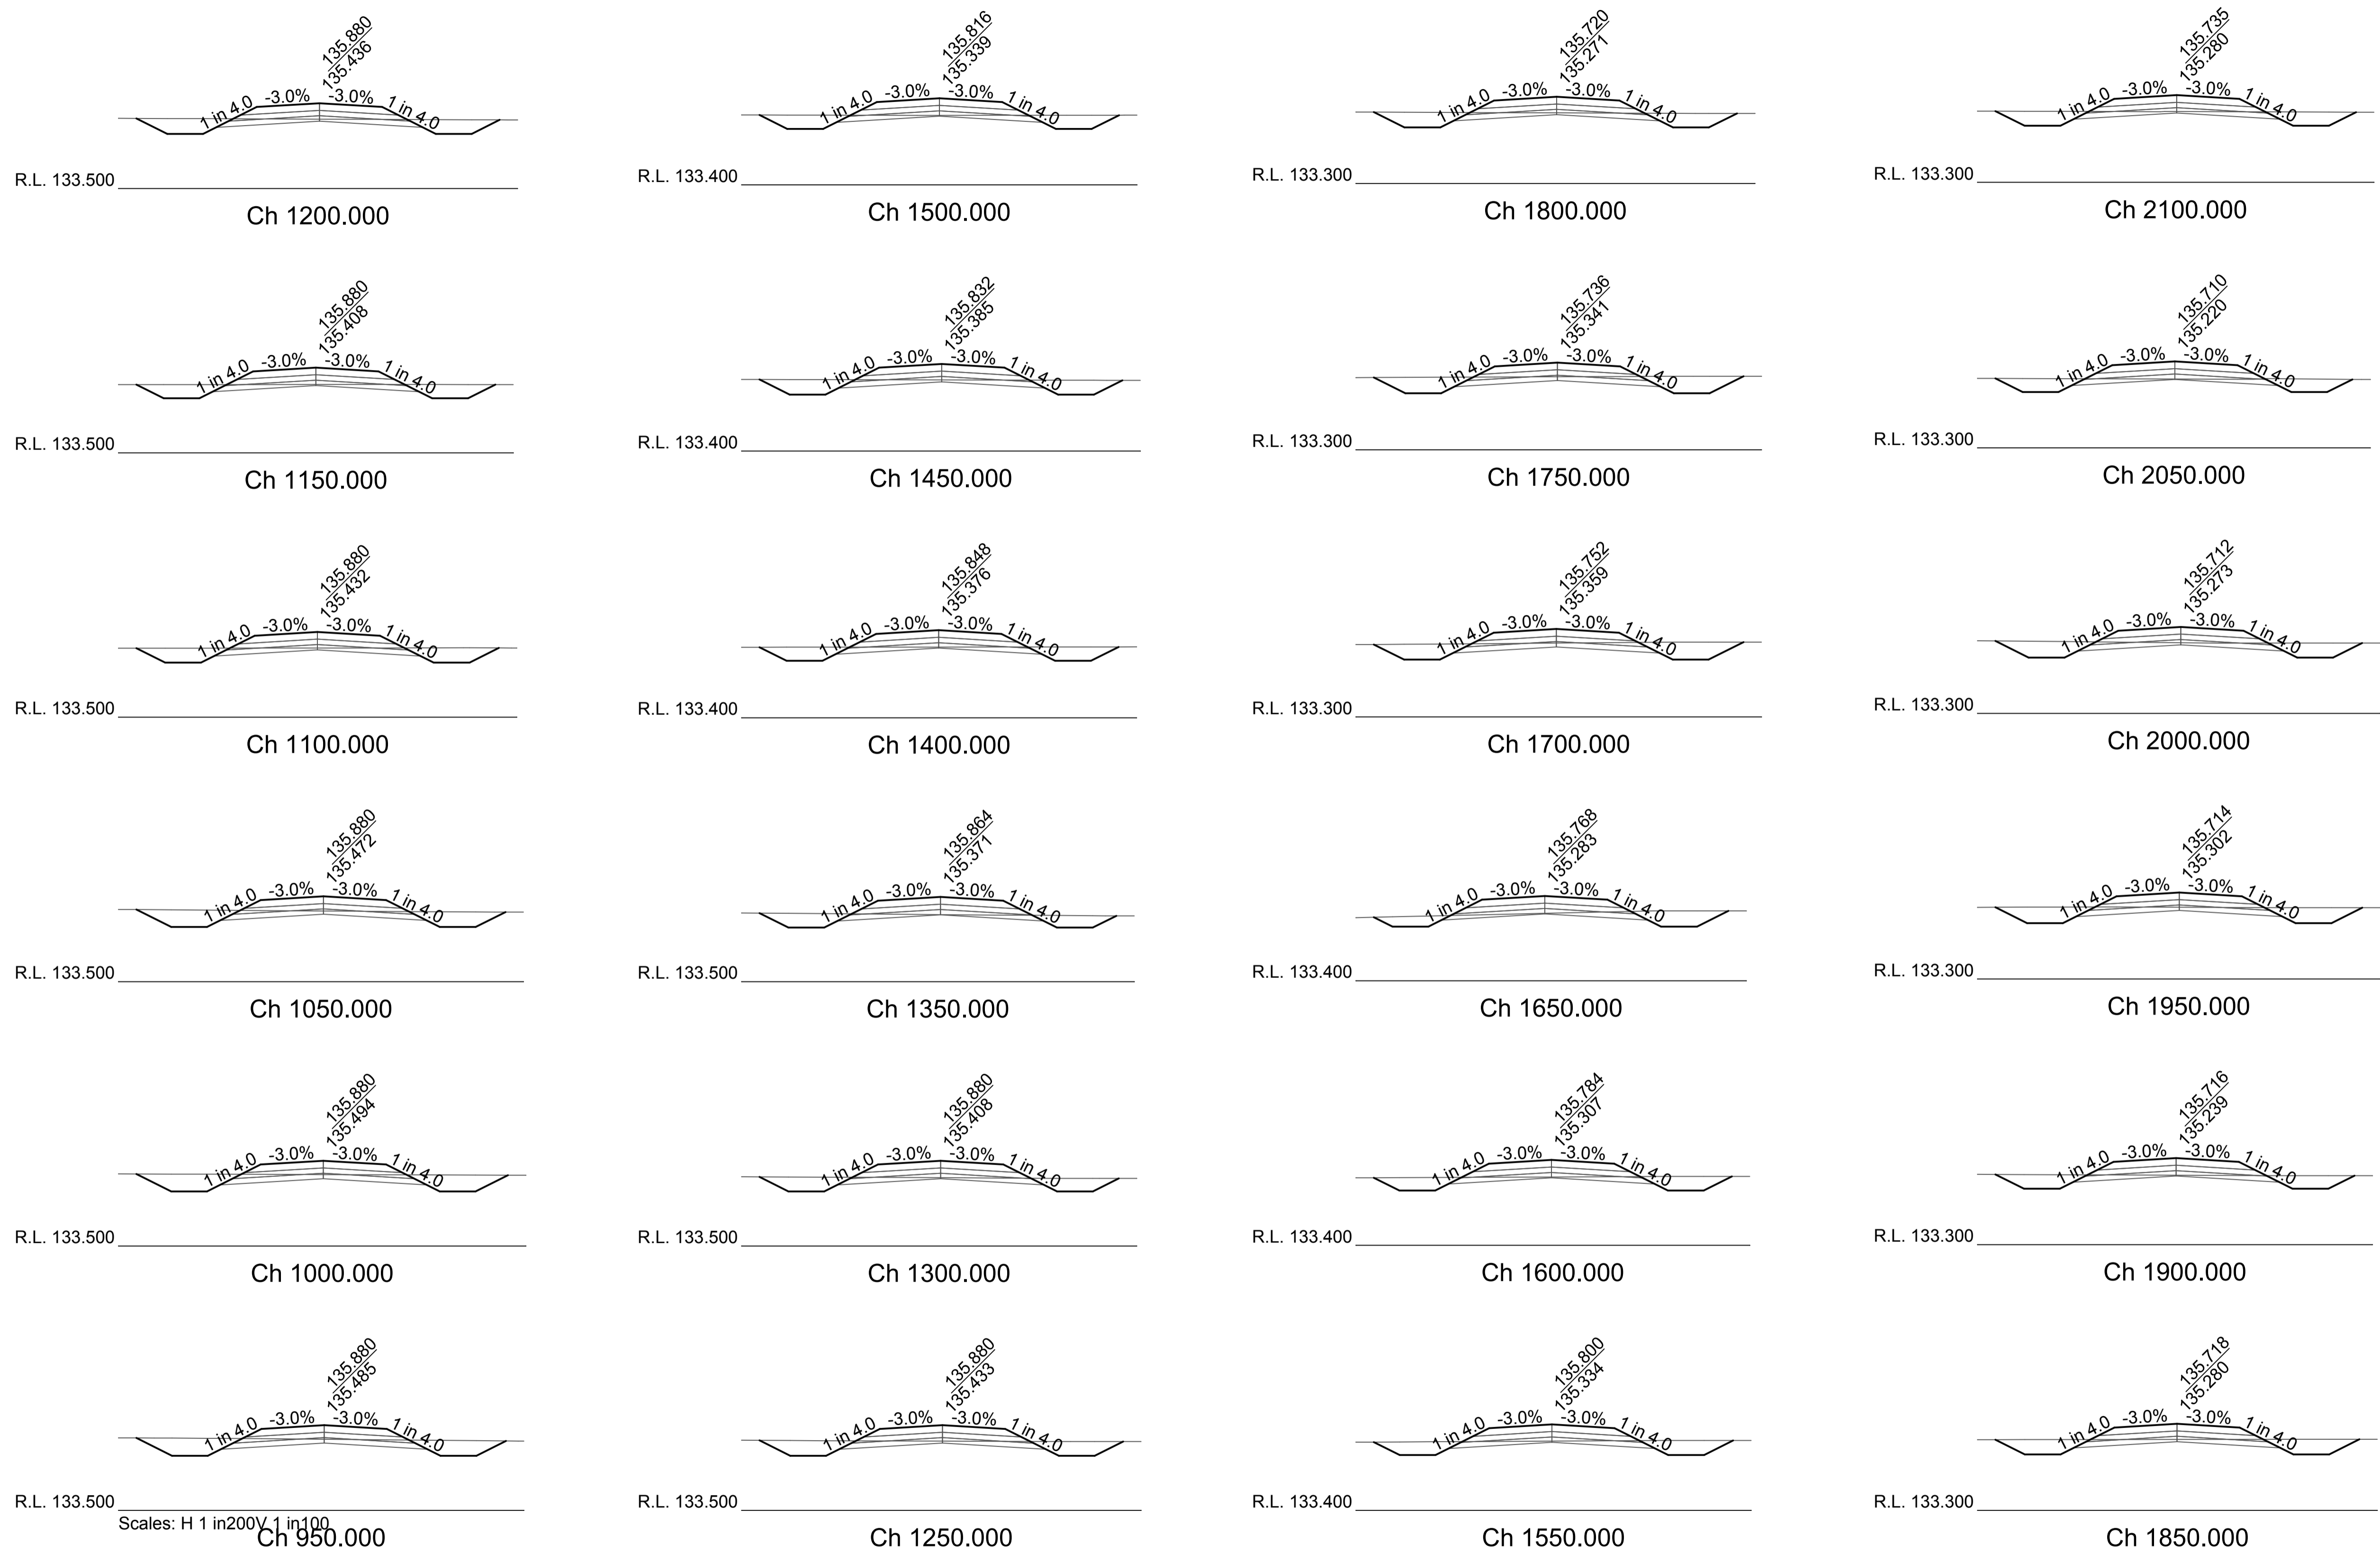 135.880
135.436
1 in 4.0 -3.0% -3.0% 1 in 4.0
R.L. 133.500
Ch 1200.000
135.816
135.339
1 in 4.0 -3.0% -3.0% 1 in 4.0
R.L. 133.400
Ch 1500.000
135.720
135.271
1 in 4.0 -3.0% -3.0% 1 in 4.0
R.L. 133.300
Ch 1800.000
135.735
135.280
1 in 4.0 -3.0% -3.0% 1 in 4.0
R.L. 133.300
Ch 2100.000
135.880
135.408
1 in 4.0 -3.0% -3.0% 1 in 4.0
R.L. 133.500
Ch 1150.000
135.832
135.385
1 in 4.0 -3.0% -3.0% 1 in 4.0
R.L. 133.400
Ch 1450.000
135.736
135.341
1 in 4.0 -3.0% -3.0% 1 in 4.0
R.L. 133.300
Ch 1750.000
135.710
135.220
1 in 4.0 -3.0% -3.0% 1 in 4.0
R.L. 133.300
Ch 2050.000
135.880
135.432
1 in 4.0 -3.0% -3.0% 1 in 4.0
R.L. 133.500
Ch 1100.000
135.848
135.376
1 in 4.0 -3.0% -3.0% 1 in 4.0
R.L. 133.400
Ch 1400.000
135.752
135.359
1 in 4.0 -3.0% -3.0% 1 in 4.0
R.L. 133.300
Ch 1700.000
135.712
135.273
1 in 4.0 -3.0% -3.0% 1 in 4.0
R.L. 133.300
Ch 2000.000
135.880
135.472
1 in 4.0 -3.0% -3.0% 1 in 4.0
R.L. 133.500
Ch 1050.000
135.864
135.371
1 in 4.0 -3.0% -3.0% 1 in 4.0
R.L. 133.500
Ch 1350.000
135.768
135.283
1 in 4.0 -3.0% -3.0% 1 in 4.0
R.L. 133.400
Ch 1650.000
135.714
135.302
1 in 4.0 -3.0% -3.0% 1 in 4.0
R.L. 133.300
Ch 1950.000
135.880
135.494
1 in 4.0 -3.0% -3.0% 1 in 4.0
R.L. 133.500
Ch 1000.000
135.880
135.408
1 in 4.0 -3.0% -3.0% 1 in 4.0
R.L. 133.500
Ch 1300.000
135.784
135.307
1 in 4.0 -3.0% -3.0% 1 in 4.0
R.L. 133.400
Ch 1600.000
135.716
135.239
1 in 4.0 -3.0% -3.0% 1 in 4.0
R.L. 133.300
Ch 1900.000
135.880
135.485
1 in 4.0 -3.0% -3.0% 1 in 4.0
R.L. 133.500
Scales: H 1 in200V 1 in100
Ch 950.000
135.880
135.433
1 in 4.0 -3.0% -3.0% 1 in 4.0
R.L. 133.500
Ch 1250.000
135.800
135.334
1 in 4.0 -3.0% -3.0% 1 in 4.0
R.L. 133.400
Ch 1550.000
135.718
135.280
1 in 4.0 -3.0% -3.0% 1 in 4.0
R.L. 133.300
Ch 1850.000